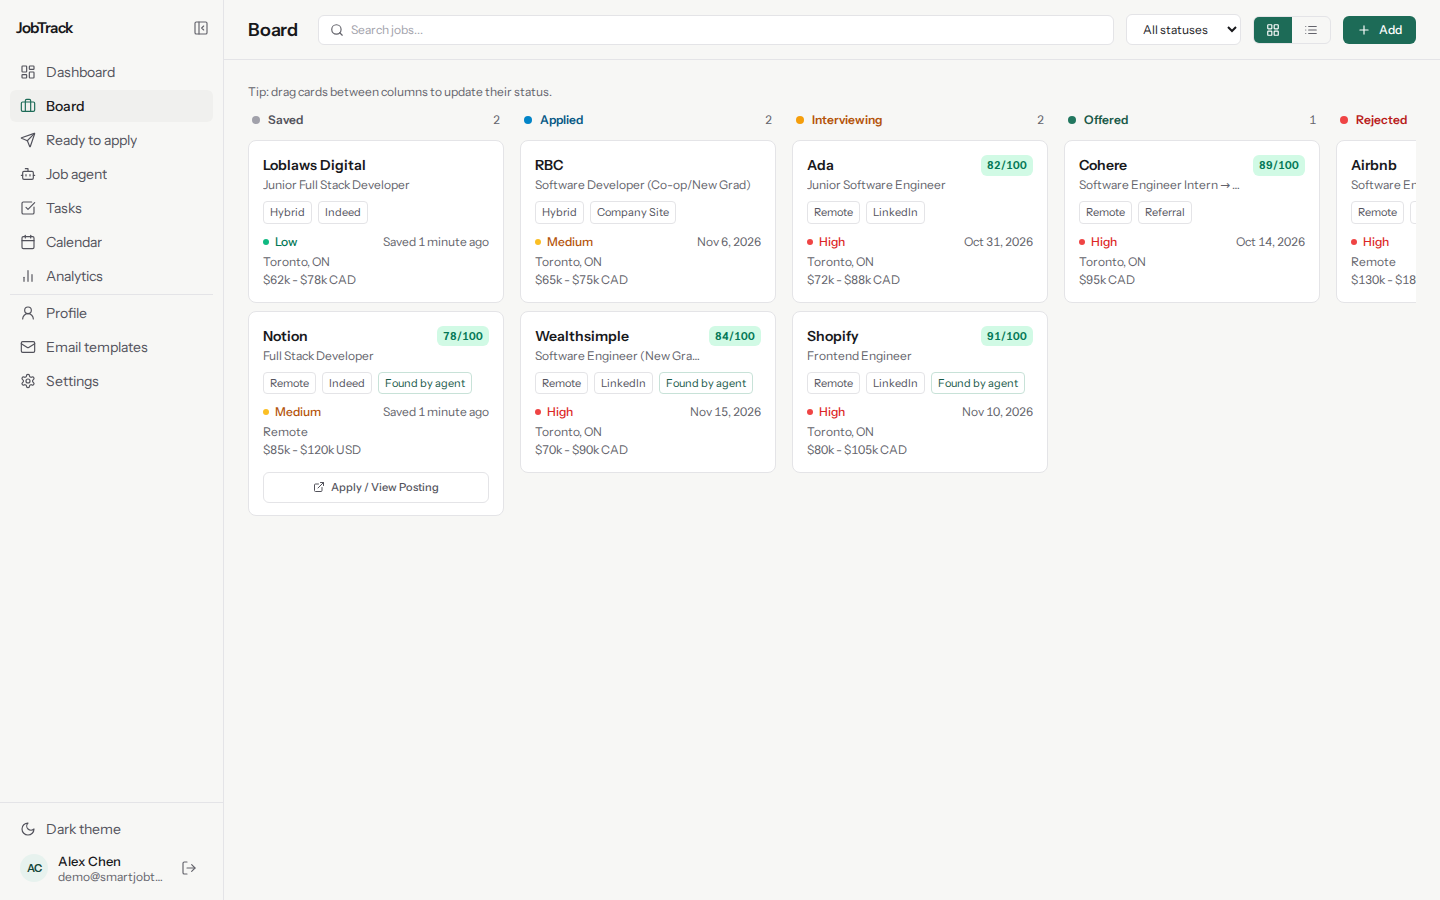 JobTrack
Dashboard
Board
Ready to apply
Job agent
Tasks
Calendar
Analytics
Profile
Email templates
Settings
Dark theme
AC
Alex Chen
demo@smartjobt...
Board
Search jobs...
All statuses
Add
Tip: drag cards between columns to update their status.
Saved 2
Loblaws Digital
Junior Full Stack Developer
Hybrid Indeed
Low Saved 1 minute ago
Toronto, ON
$62k - $78k CAD
Notion 78/100
Full Stack Developer
Remote Indeed Found by agent
Medium Saved 1 minute ago
Remote
$85k - $120k USD
Apply / View Posting
Applied 2
RBC
Software Developer (Co-op/New Grad)
Hybrid Company Site
Medium Nov 6, 2026
Toronto, ON
$65k - $75k CAD
Wealthsimple 84/100
Software Engineer (New Gra...
Remote LinkedIn Found by agent
High Nov 15, 2026
Toronto, ON
$70k - $90k CAD
Interviewing 2
Ada 82/100
Junior Software Engineer
Remote LinkedIn
High Oct 31, 2026
Toronto, ON
$72k - $88k CAD
Shopify 91/100
Frontend Engineer
Remote LinkedIn Found by agent
High Nov 10, 2026
Toronto, ON
$80k - $105k CAD
Offered 1
Cohere 89/100
Software Engineer Intern → ...
Remote Referral
High Oct 14, 2026
Toronto, ON
$95k CAD
Rejected
Airbnb
Software En
Remote
High
Remote
$130k - $18